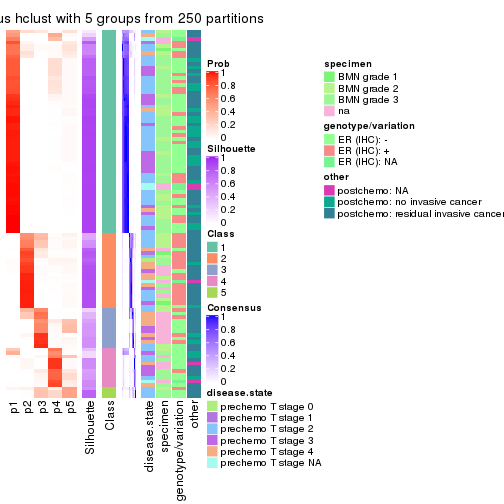 us hclust with 5 groups from 250 partitions
Prob
1
0.8
0.6
0.4
0.2
0
Silhouette
1
0.8
0.6
0.4
0.2
0
Class
1
2
3
4
5
Consensus
1
0.8
0.6
0.4
0.2
0
disease.state
prechemo T stage 0
prechemo T stage 1
prechemo T stage 2
prechemo T stage 3
prechemo T stage 4
prechemo T stage NA
specimen
BMN grade 1
BMN grade 2
BMN grade 3
na
genotype/variation
ER (IHC): -
ER (IHC): +
ER (IHC): NA
other
postchemo: NA
postchemo: no invasive cancer
postchemo: residual invasive cancer
p1
p2
p3
p4
p5
Silhouette
Class
disease.state
specimen
genotype/variation
other